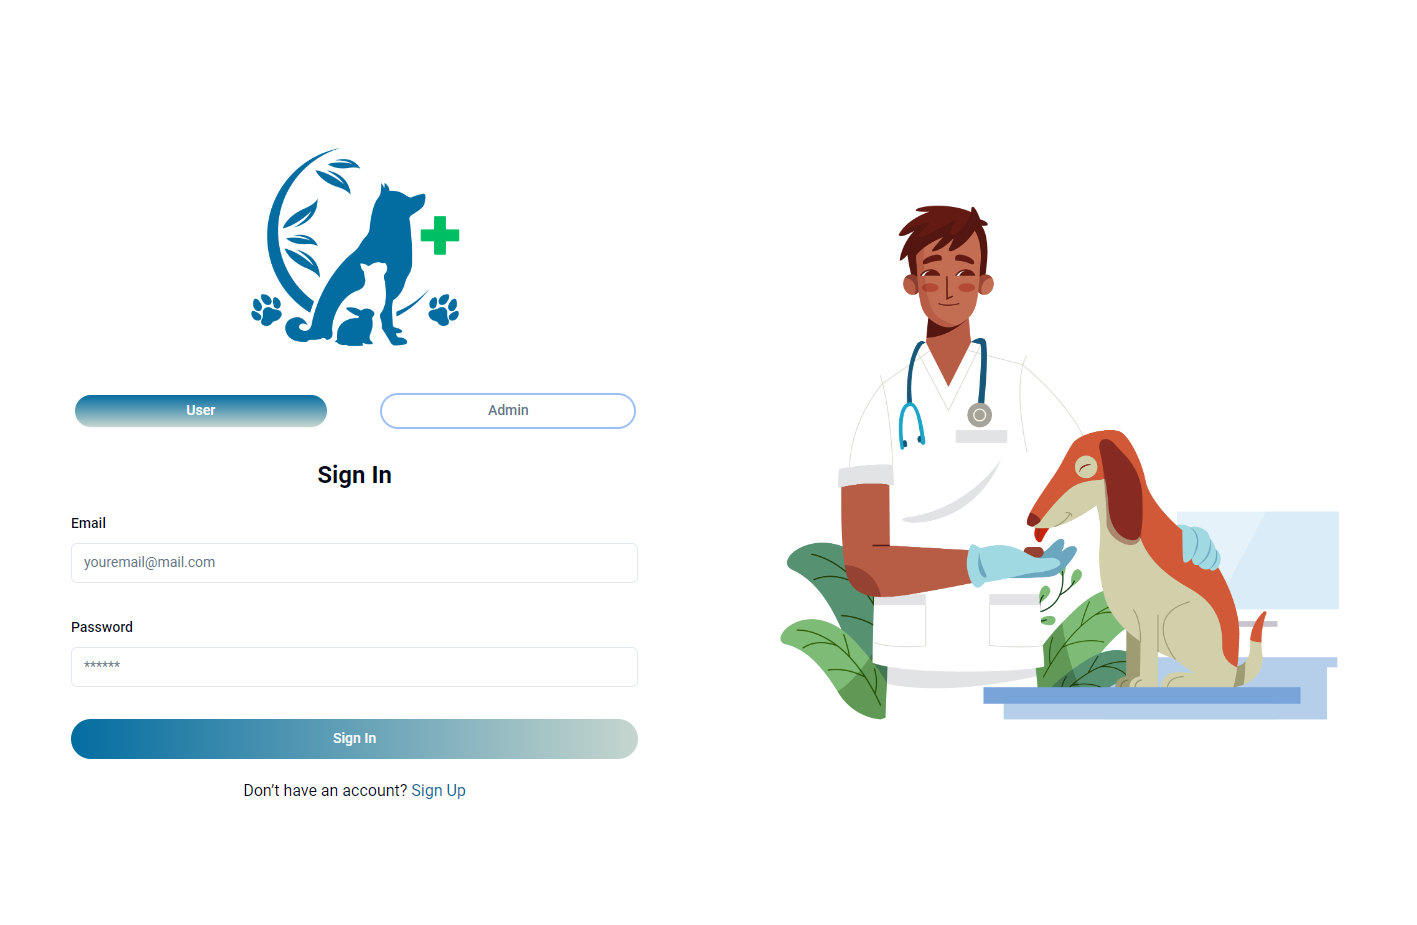 User
Admin
Sign In
Email
youremail@mail.com
Password
******
Sign In
Don't have an account? Sign Up